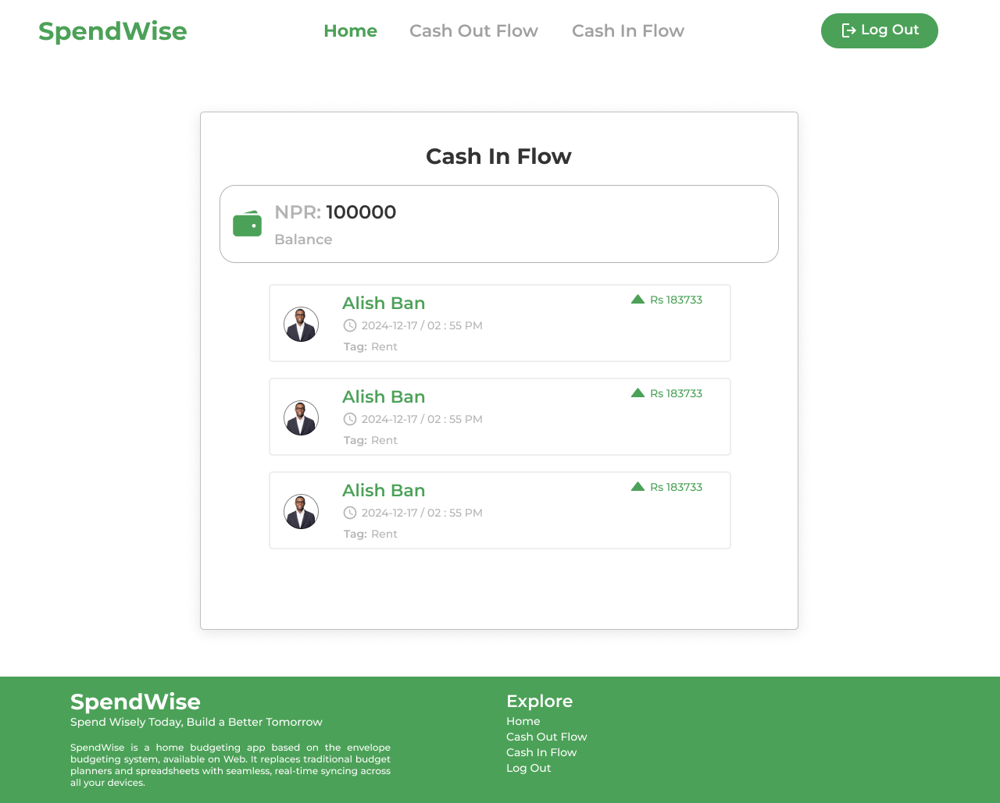 SpendWise
Home
Cash Out Flow
Cash In Flow
Log Out
Cash In Flow
NPR: 100000
Balance
Alish Ban
Rs 183733
2024-12-17 / 02 : 55 PM
Tag: Rent
Alish Ban
Rs 183733
2024-12-17 / 02 : 55 PM
Tag: Rent
Alish Ban
Rs 183733
2024-12-17 / 02 : 55 PM
Tag: Rent
SpendWise
Spend Wisely Today, Build a Better Tomorrow
SpendWise is a home budgeting app based on the envelope
budgeting system, available on Web. It replaces traditional budget
planners and spreadsheets with seamless, real-time syncing across
all your devices.
Explore
Home
Cash Out Flow
Cash In Flow
Log Out